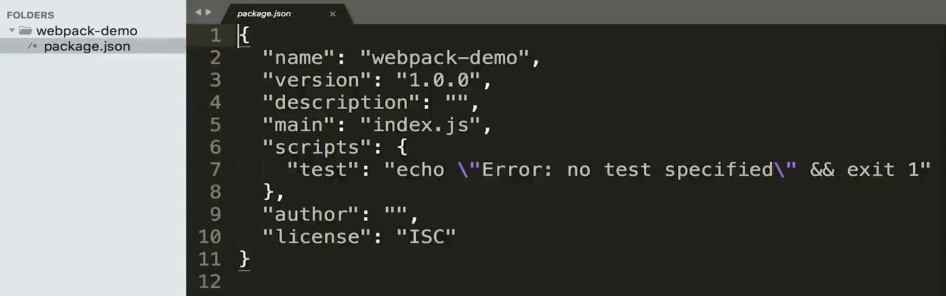 FOLDERS
webpack-demo
/* package.json
package.json ×
1 {
2 "name": "webpack-demo",
3 "version": "1.0.0",
4 "description": "",
5 "main": "index.js",
6 "scripts": {
7 "test": "echo \"Error: no test specified\" && exit 1"
8 },
9 "author": "",
10 "license": "ISC"
11 }
12